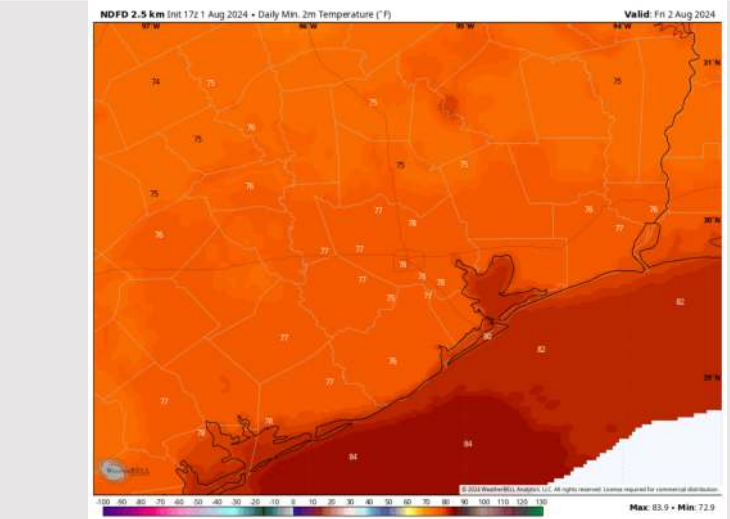 NDFD 2.5 km Init 17z 1 Aug 2024 • Daily Min. 2m Temperature (°F) Valid: Fri 2 Aug 2024
97°W 96°W 95°W 94°W
31°N
74 75 75
75
76 75
75 75
76 75
77 76 76
78 77 30°N
76 77 77
78
77 78 78
75 77
82
77 80 82
76
77 29°N
77
78 78
84 84
WeatherBELL
© 2024 WeatherBELL Analytics, LLC. All rights reserved. License required for commercial distribution.
-100 -90 -80 -70 -60 -50 -40 -30 -20 -10 0 10 20 30 40 50 60 70 80 90 100 110 120 130
Max: 83.9 • Min: 72.9